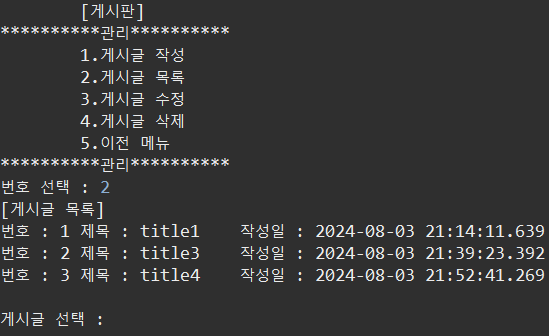 [게시판]
**********관리**********
1.게시글 작성
2.게시글 목록
3.게시글 수정
4.게시글 삭제
5.이전 메뉴
**********관리**********
번호 선택 : 2
[게시글 목록]
번호 : 1 제목 : title1 작성일 : 2024-08-03 21:14:11.639
번호 : 2 제목 : title3 작성일 : 2024-08-03 21:39:23.392
번호 : 3 제목 : title4 작성일 : 2024-08-03 21:52:41.269
게시글 선택 :